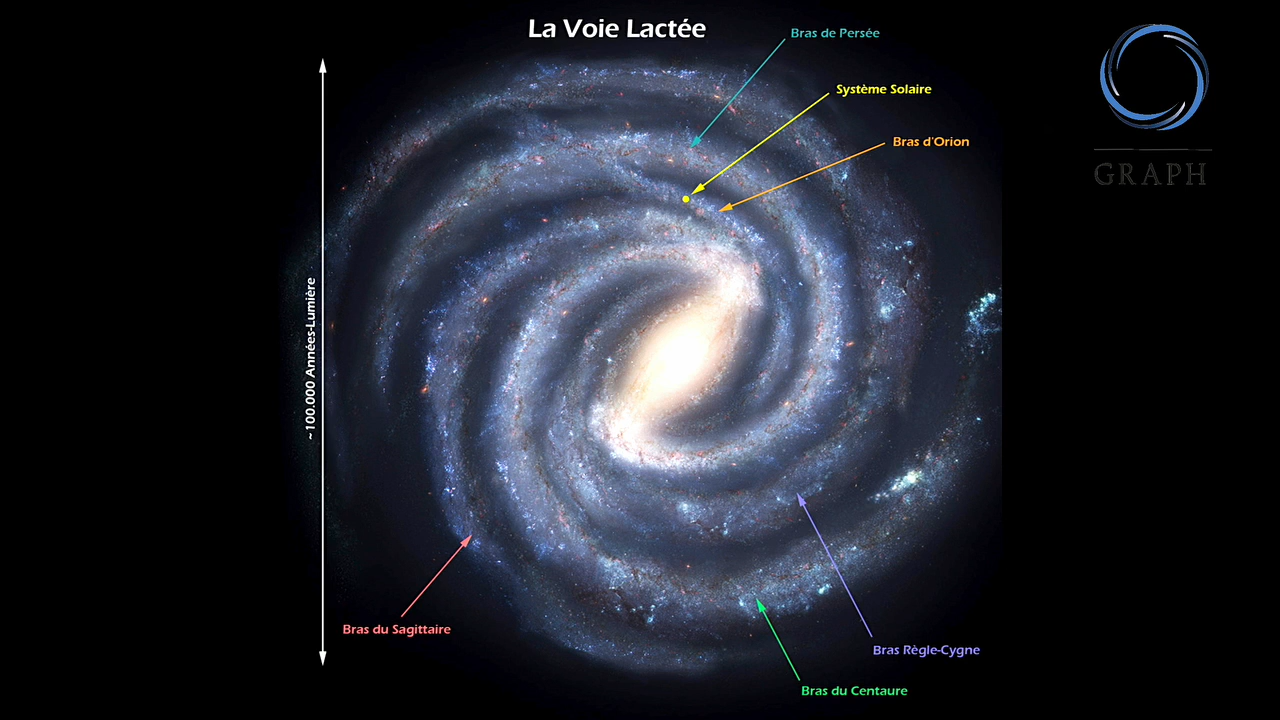 La Voie Lactée
Bras de Persée
Système Solaire
Bras d'Orion
GRAPH
~100.000 Années-Lumière
Bras du Sagittaire
Bras Règle-Cygne
Bras du Centaure